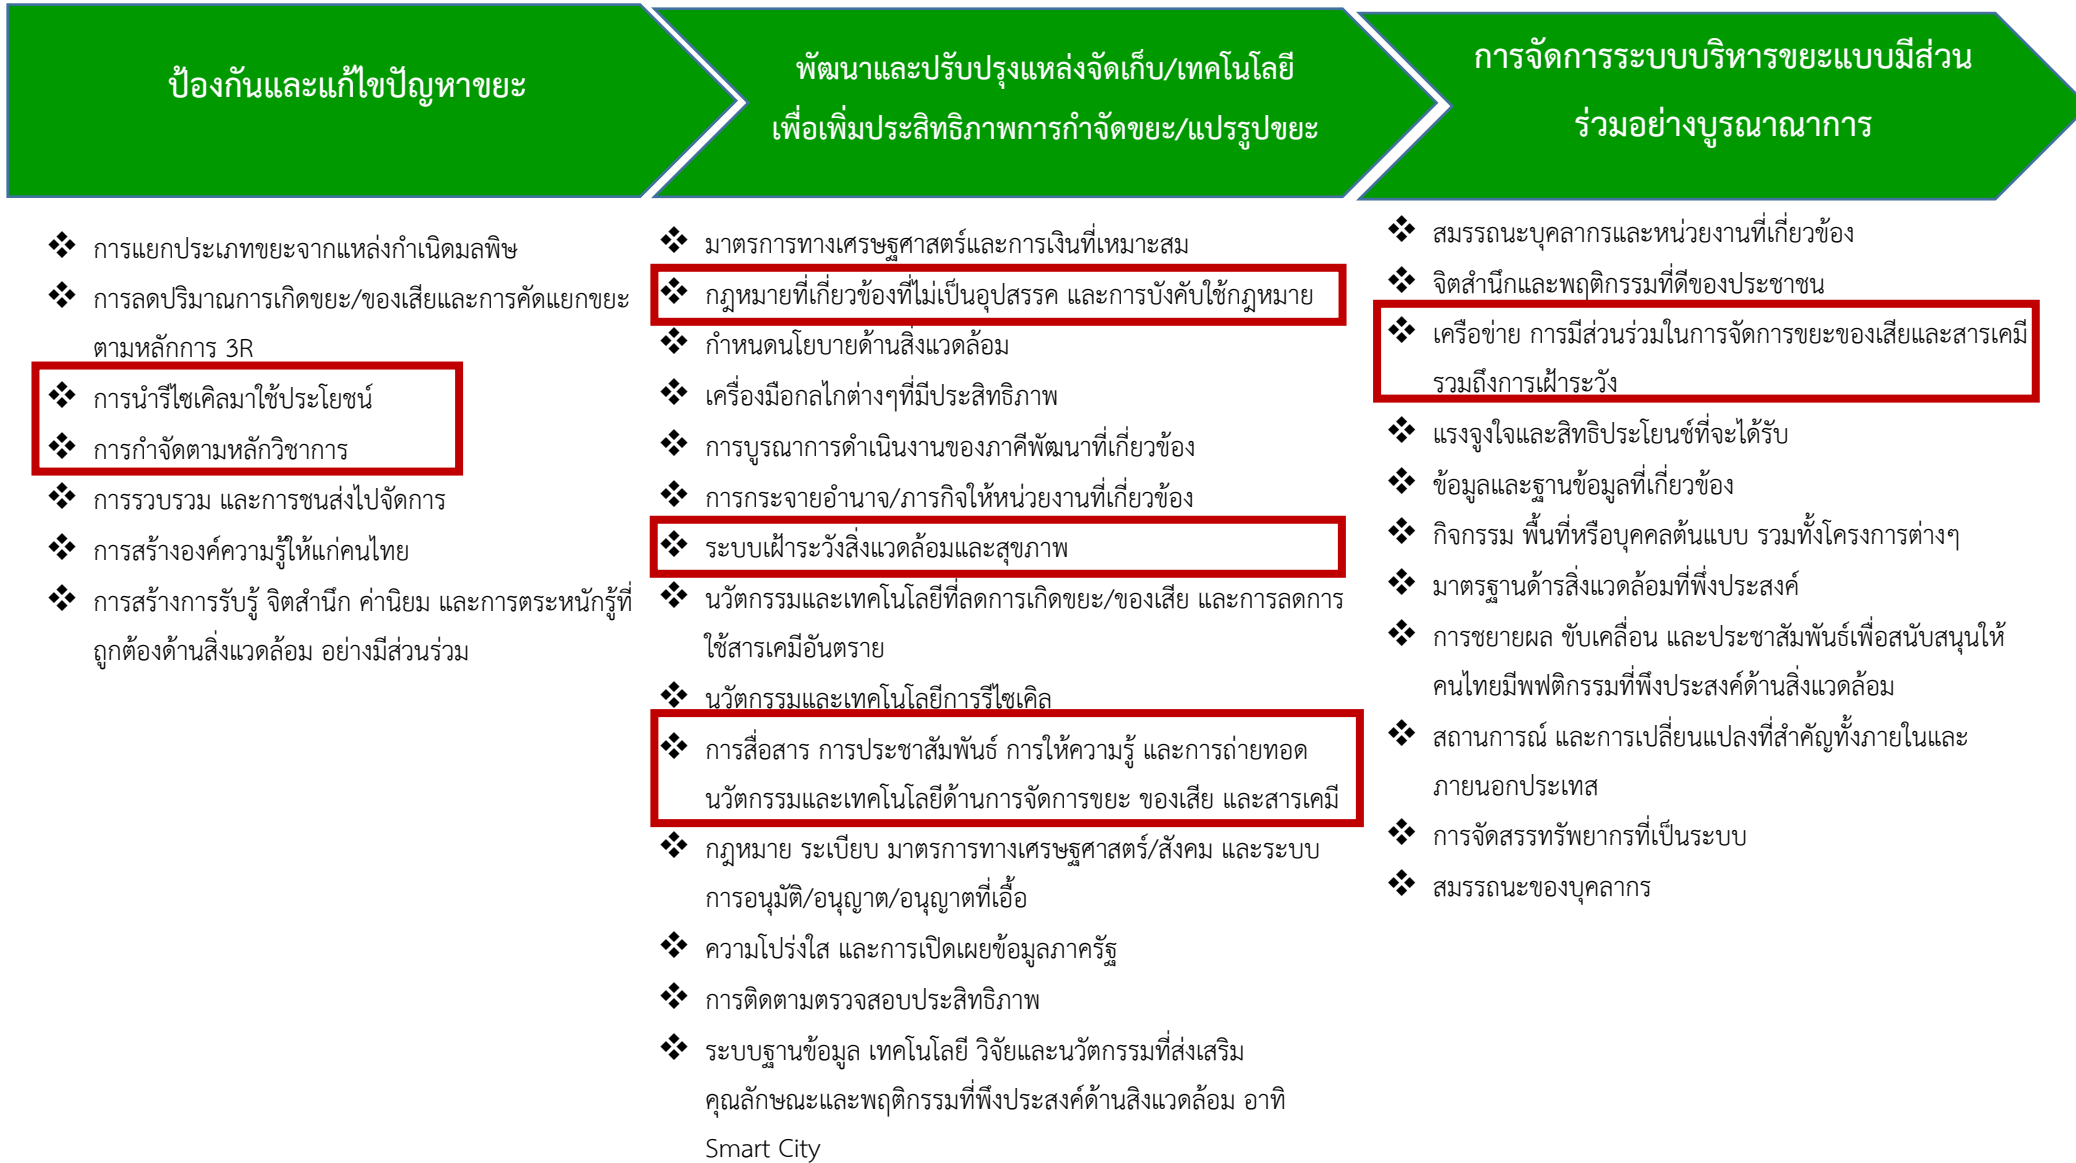 ป้องกันและแก้ไขปัญหาขยะ
พัฒนาและปรับปรุงแหล่งจัดเก็บ/เทคโนโลยี
เพื่อเพิ่มประสิทธิภาพการกำจัดขยะ/แปรรูปขยะ
การจัดการระบบบริหารขยะแบบมีส่วน
ร่วมอย่างบูรณาณาการ
❖ การแยกประเภทขยะจากแหล่งกำเนิดมลพิษ
❖ การลดปริมาณการเกิดขยะ/ของเสียและการคัดแยกขยะ
ตามหลักการ 3R
❖ การนำรีไซเคิลมาใช้ประโยชน์
❖ การกำจัดตามหลักวิชาการ
❖ การรวบรวม และการชนส่งไปจัดการ
❖ การสร้างองค์ความรู้ให้แก่คนไทย
❖ การสร้างการรับรู้ จิตสำนึก ค่านิยม และการตระหนักรู้ที่
ถูกต้องด้านสิ่งแวดล้อม อย่างมีส่วนร่วม
❖ มาตรการทางเศรษฐศาสตร์และการเงินที่เหมาะสม
❖ กฎหมายที่เกี่ยวข้องที่ไม่เป็นอุปสรรค และการบังคับใช้กฎหมาย
❖ กำหนดนโยบายด้านสิ่งแวดล้อม
❖ เครื่องมือกลไกต่างๆที่มีประสิทธิภาพ
❖ การบูรณาการดำเนินงานของภาคีพัฒนาที่เกี่ยวข้อง
❖ การกระจายอำนาจ/ภารกิจให้หน่วยงานที่เกี่ยวข้อง
❖ ระบบเฝ้าระวังสิ่งแวดล้อมและสุขภาพ
❖ นวัตกรรมและเทคโนโลยีที่ลดการเกิดขยะ/ของเสีย และการลดการ
ใช้สารเคมีอันตราย
❖ นวัตกรรมและเทคโนโลยีการรีไซเคิล
❖ การสื่อสาร การประชาสัมพันธ์ การให้ความรู้ และการถ่ายทอด
นวัตกรรมและเทคโนโลยีด้านการจัดการขยะ ของเสีย และสารเคมี
❖ กฎหมาย ระเบียบ มาตรการทางเศรษฐศาสตร์/สังคม และระบบ
การอนุมัติ/อนุญาต/อนุญาตที่เอื้อ
❖ ความโปร่งใส และการเปิดเผยข้อมูลภาครัฐ
❖ การติดตามตรวจสอบประสิทธิภาพ
❖ ระบบฐานข้อมูล เทคโนโลยี วิจัยและนวัตกรรมที่ส่งเสริม
คุณลักษณะและพฤติกรรมที่พึงประสงค์ด้านสิงแวดล้อม อาทิ
Smart City
❖ สมรรถนะบุคลากรและหน่วยงานที่เกี่ยวข้อง
❖ จิตสำนึกและพฤติกรรมที่ดีของประชาชน
❖ เครือข่าย การมีส่วนร่วมในการจัดการขยะของเสียและสารเคมี
รวมถึงการเฝ้าระวัง
❖ แรงจูงใจและสิทธิประโยนช์ที่จะได้รับ
❖ ข้อมูลและฐานข้อมูลที่เกี่ยวข้อง
❖ กิจกรรม พื้นที่หรือบุคคลต้นแบบ รวมทั้งโครงการต่างๆ
❖ มาตรฐานด้ารสิ่งแวดล้อมที่พึ่งประสงค์
❖ การชยายผล ขับเคลื่อน และประชาสัมพันธ์เพื่อสนับสนุนให้
คนไทยมีพฟติกรรมที่พึงประสงค์ด้านสิ่งแวดล้อม
❖ สถานการณ์ และการเปลี่ยนแปลงที่สำคัญทั้งภายในและ
ภายนอกประเทส
❖ การจัดสรรทรัพยากรที่เป็นระบบ
❖ สมรรถนะของบุคลากร